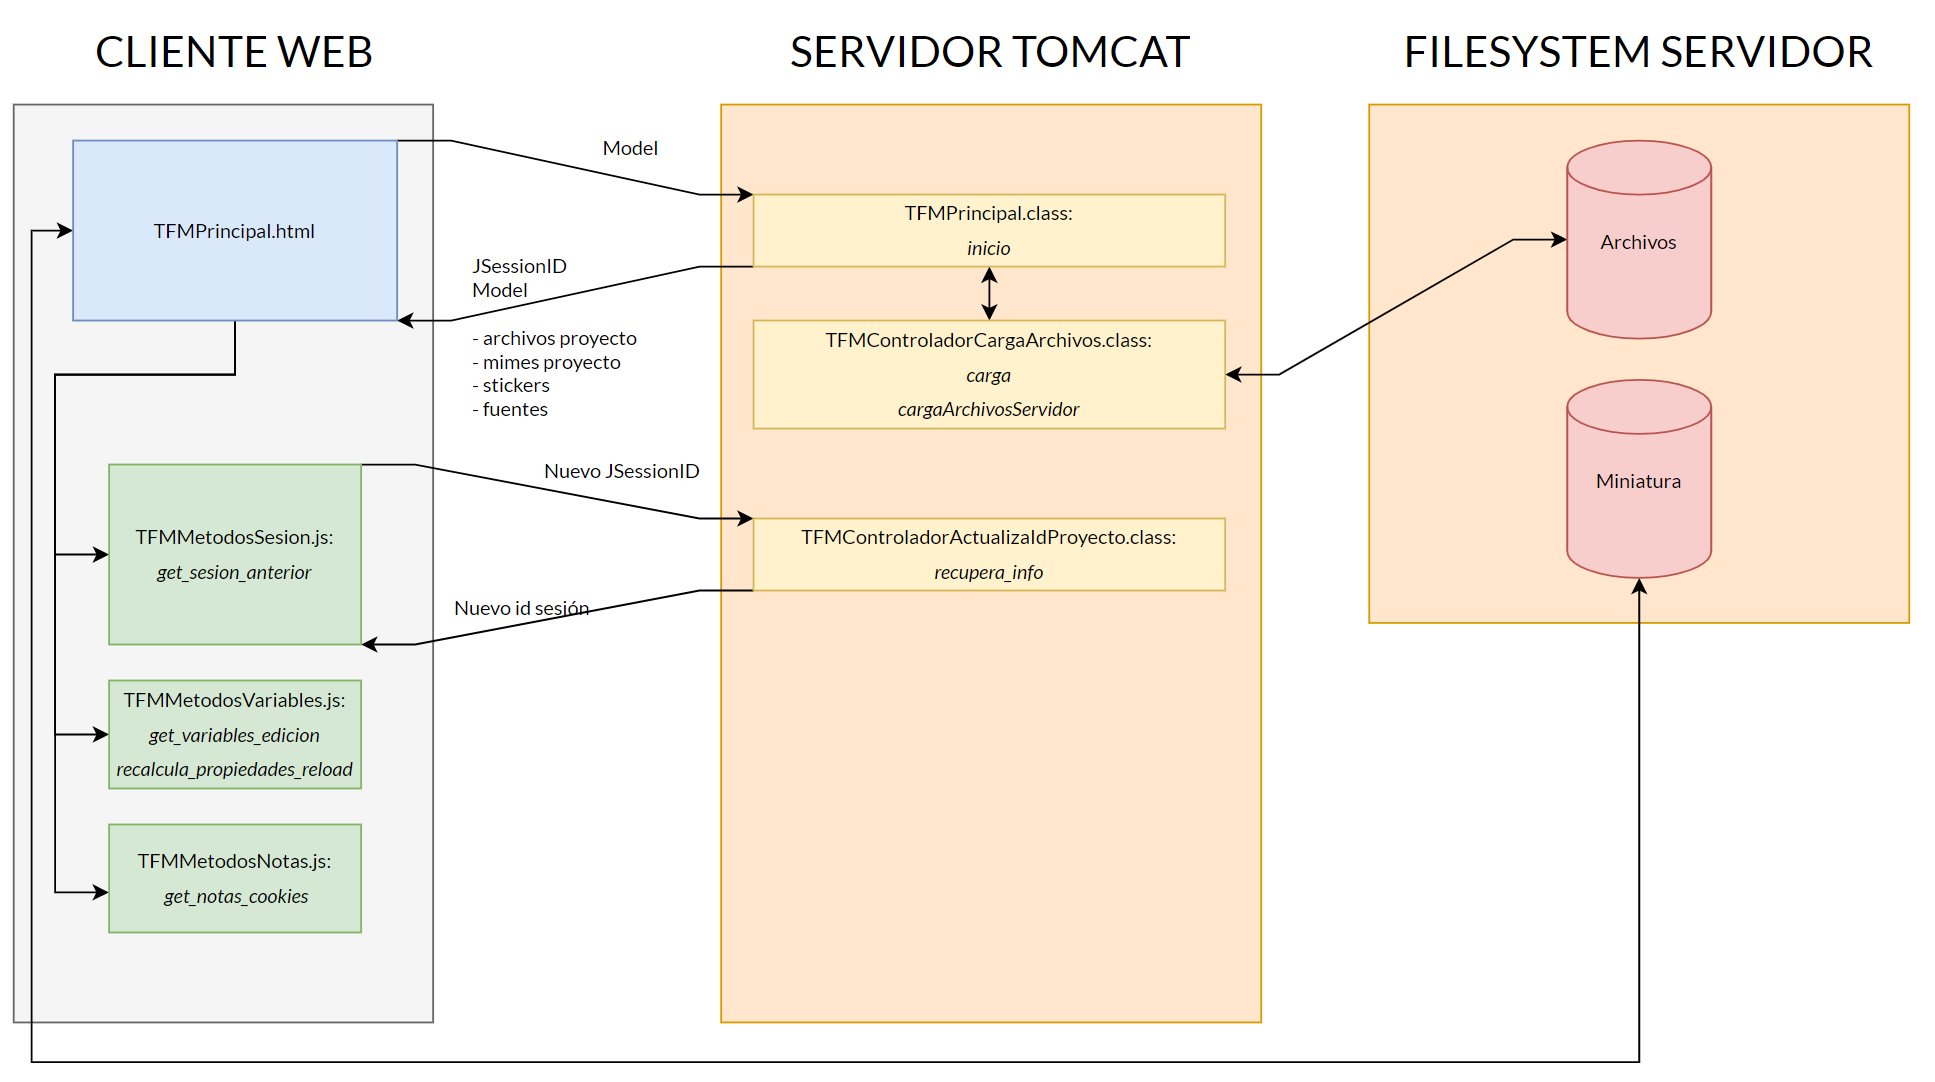 CLIENTE WEB
SERVIDOR TOMCAT
FILESYSTEM SERVIDOR
TFMPrincipal.html
Model
JSessionID
Model
- archivos proyecto
- mimes proyecto
- stickers
- fuentes
TFMPrincipal.class:
inicio
TFMControladorCargaArchivos.class:
carga
cargaArchivosServidor
Archivos
Miniatura
Nuevo JSessionID
TFMMetodosSesion.js:
get_sesion_anterior
TFMControladorActualizaIdProyecto.class:
recupera_info
Nuevo id sesión
TFMMetodosVariables.js:
get_variables_edicion
recalcula_propiedades_reload
TFMMetodosNotas.js:
get_notas_cookies